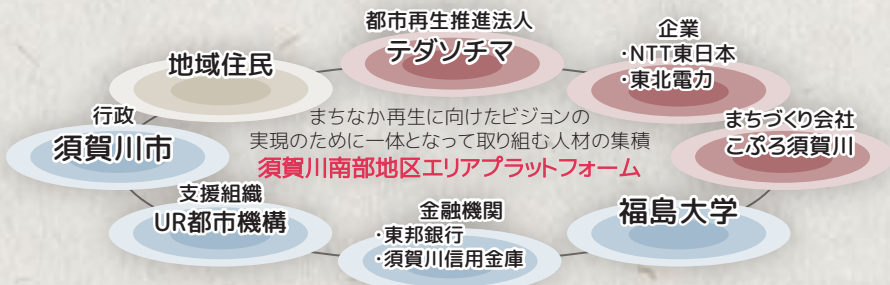 都市再生推進法人
テダソチマ
企業
・NTT東日本
・東北電力
地域住民
まちづくり会社
こぷろ須賀川
行政
須賀川市
まちなか再生に向けたビジョンの
実現のために一体となって取り組む人材の集積
須賀川南部地区エリアプラットフォーム
支援組織
UR都市機構
金融機関
・東邦銀行
・須賀川信用金庫
福島大学